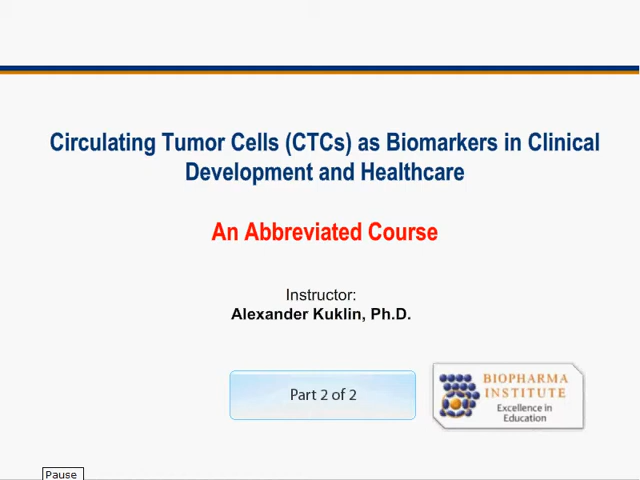 Circulating Tumor Cells (CTCs) as Biomarkers in Clinical
Development and Healthcare
An Abbreviated Course
Instructor:
Alexander Kuklin, Ph.D.
Part 2 of 2
BIOPHARMA
INSTITUTE
Excellence in
Education
Pause